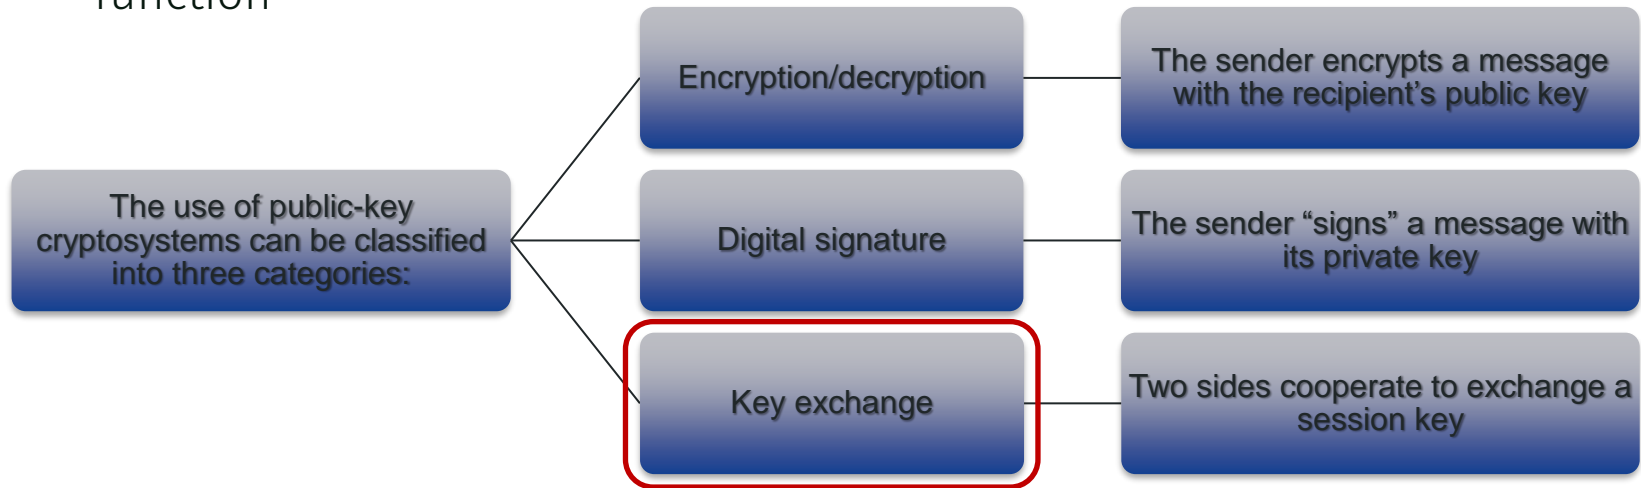 function
The use of public-key
cryptosystems can be classified
into three categories:
Encryption/decryption
The sender encrypts a message
with the recipient’s public key
Digital signature
The sender “signs” a message with
its private key
Key exchange
Two sides cooperate to exchange a
session key